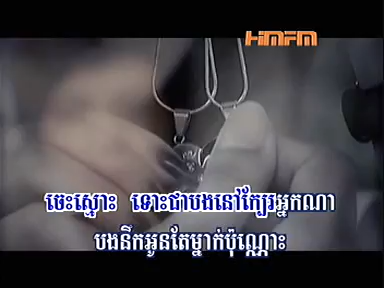 HMFM
ចេះស្មោះ ទោះជាបងនៅក្បែរអ្នកណា
បងនឹកអូនតែម្នាក់ប៉ុណ្ណោះ